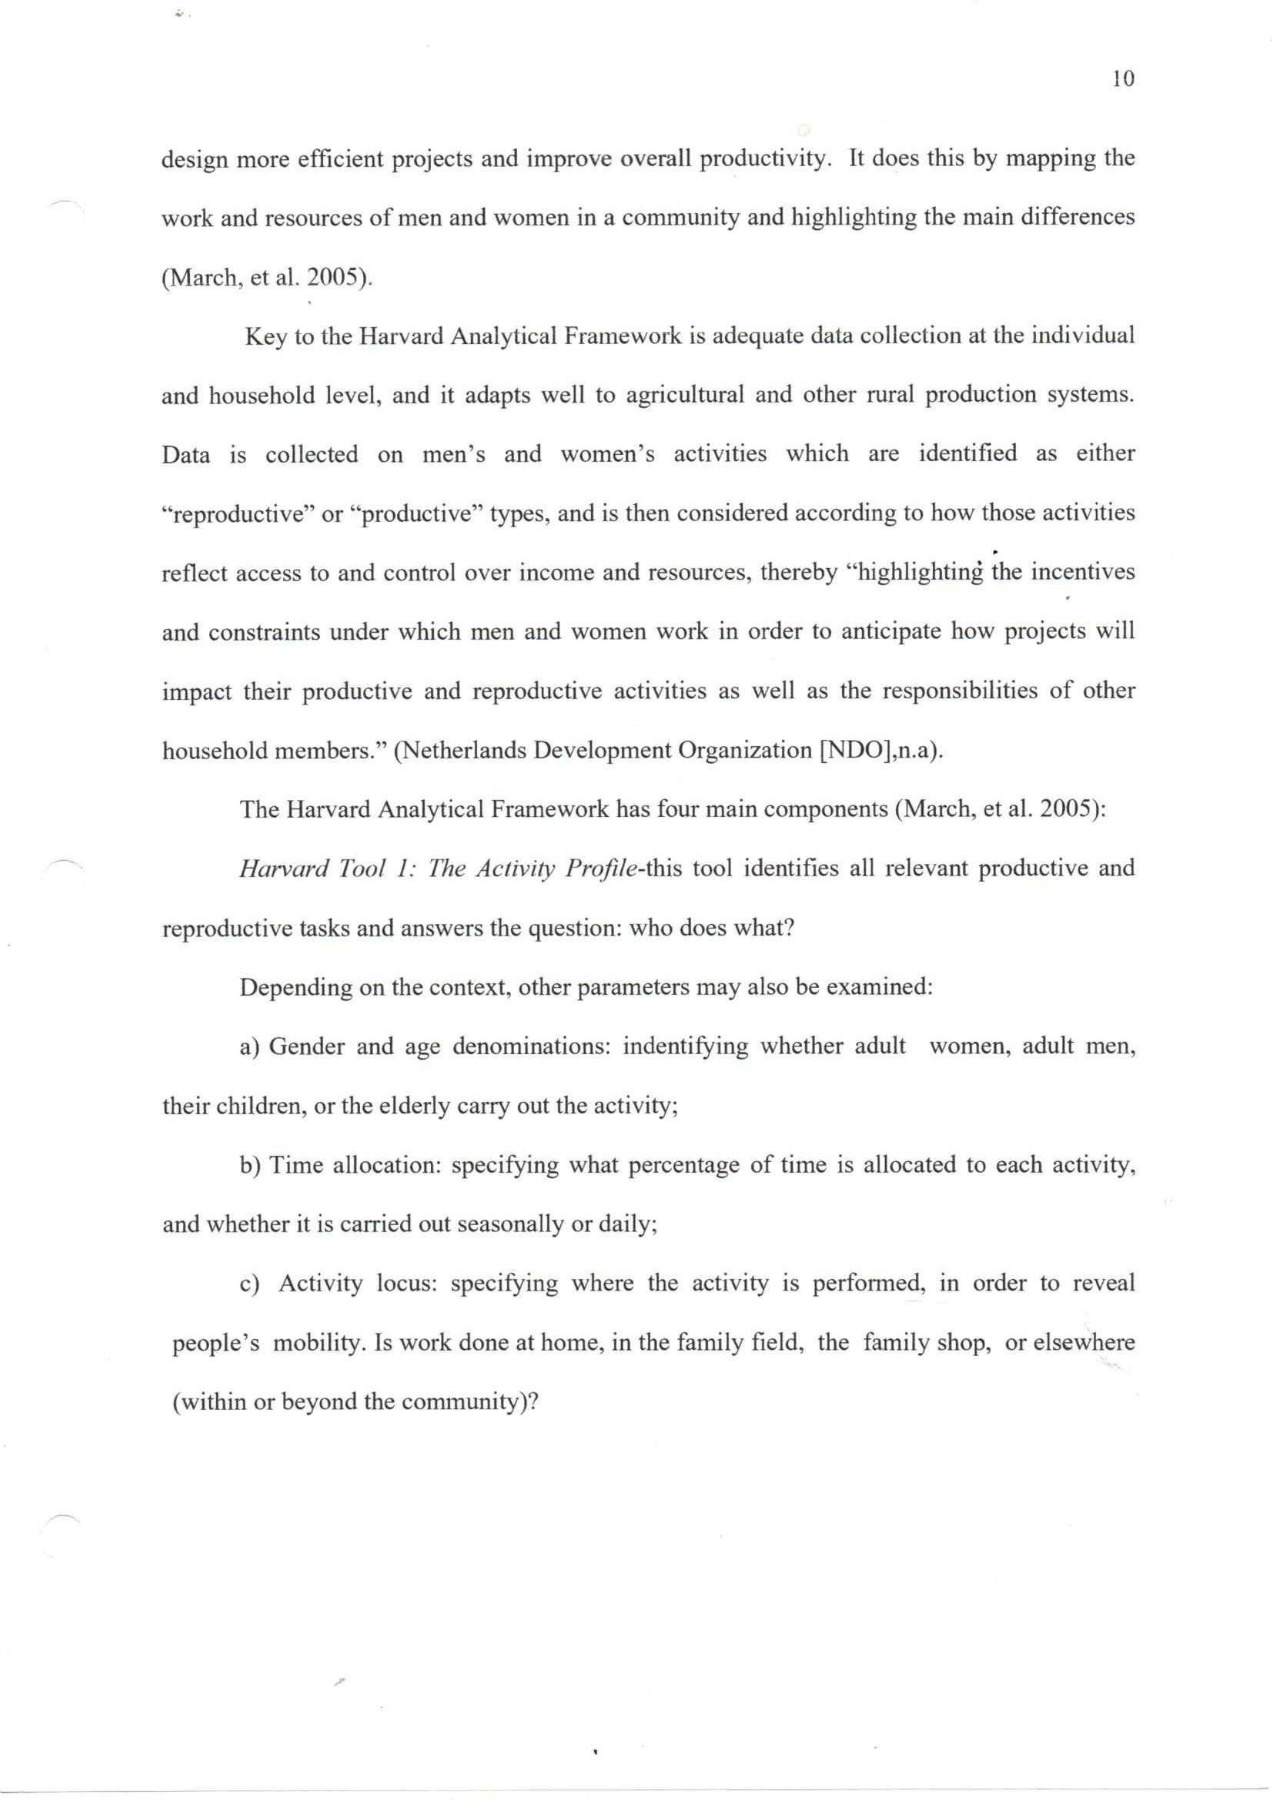 10
design more efficient projects and improve overall productivity. It does this by mapping the
work and resources of men and women in a community and highlighting the main differences
(March, et al. 2005).
Key to the Harvard Analytical Framework is adequate data collection at the individual
and household level, and it adapts well to agricultural and other rural production systems.
Data is collected on men’s and women’s activities which are identified as either
“reproductive” or “productive” types, and is then considered according to how those activities
reflect access to and control over income and resources, thereby “highlighting the incentives
and constraints under which men and women work in order to anticipate how projects will
impact their productive and reproductive activities as well as the responsibilities of other
household members.” (Netherlands Development Organization [NDO],n.a).
The Harvard Analytical Framework has four main components (March, et al. 2005):
Harvard Tool 1: The Activity Profile-this tool identifies all relevant productive and
reproductive tasks and answers the question: who does what?
Depending on the context, other parameters may also be examined:
a) Gender and age denominations: indentifying whether adult women, adult men,
their children, or the elderly carry out the activity;
b) Time allocation: specifying what percentage of time is allocated to each activity,
and whether it is carried out seasonally or daily;
c) Activity locus: specifying where the activity is performed, in order to reveal
people’s mobility. Is work done at home, in the family field, the family shop, or elsewhere
(within or beyond the community)?